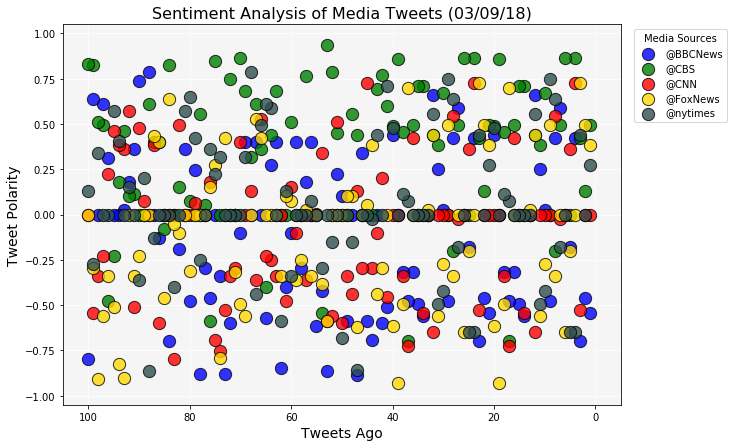 Sentiment Analysis of Media Tweets (03/09/18)
Media Sources
@BBCNews
@CBS
@CNN
@FoxNews
@nytimes
Tweet Polarity
1.00
0.75
0.50
0.25
0.00
−0.25
−0.50
−0.75
−1.00
100 80 60 40 20 0
Tweets Ago